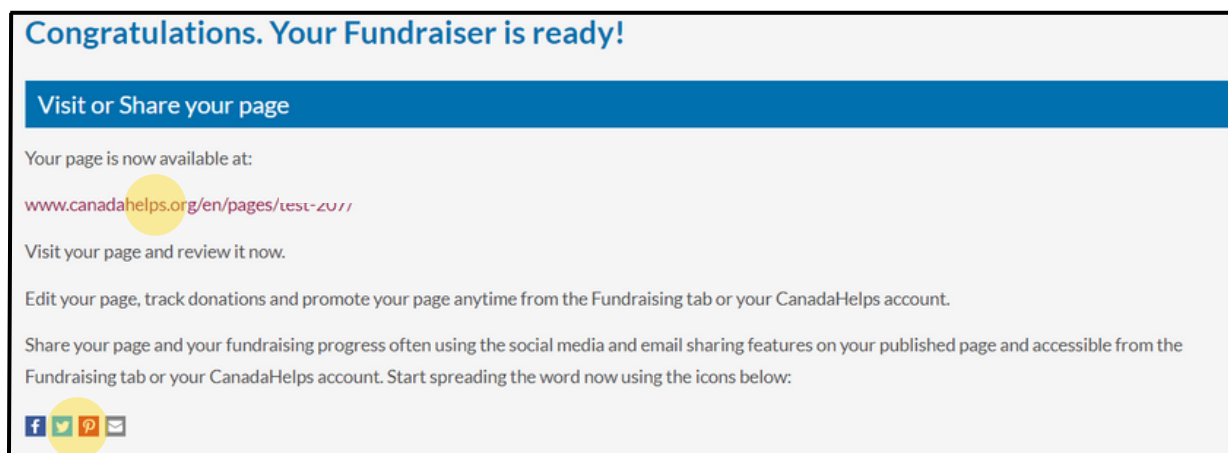 Congratulations. Your Fundraiser is ready!
Visit or Share your page
Your page is now available at:
www.canadahelps.org/en/pages/test-207/
Visit your page and review it now.
Edit your page, track donations and promote your page anytime from the Fundraising tab or your CanadaHelps account.
Share your page and your fundraising progress often using the social media and email sharing features on your published page and accessible from the
Fundraising tab or your CanadaHelps account. Start spreading the word now using the icons below: